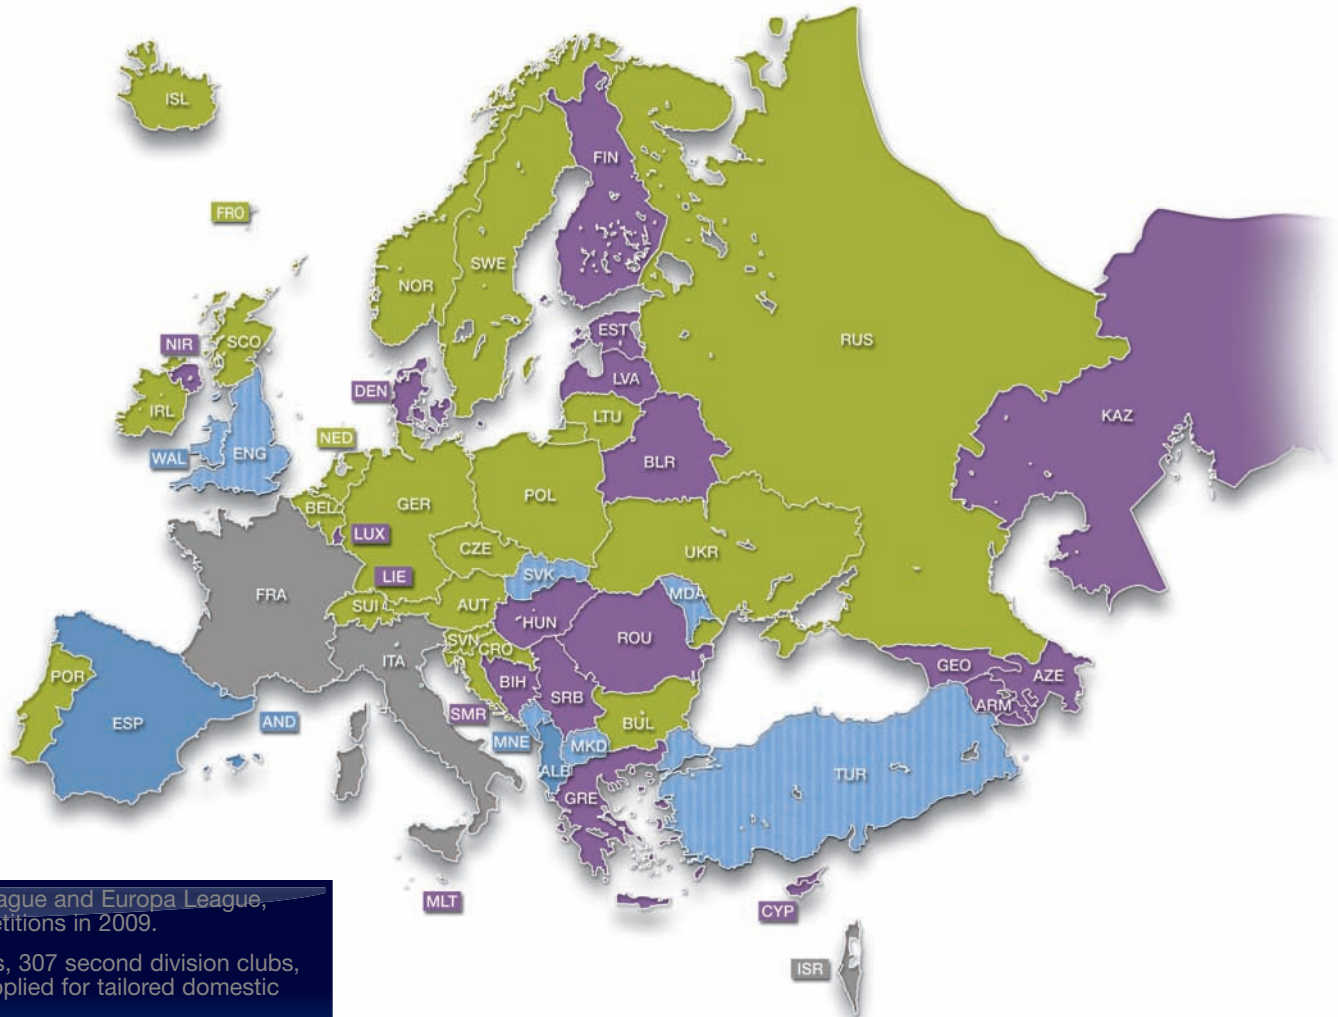 ISL
FIN
FRO
SWE
NOR
EST
RUS
SCO
NIR
LVA
DEN
IRL
LTU
KAZ
NED
WAL
ENG
BLR
POL
GER
BEL
LUX
CZE
UKR
SVK
LIE
FRA
MDA
SUI
AUT
HUN
ROU
SVN
CRO
ITA
GEO
AZE
POR
BIH
SRB
ARM
SMR
ESP
AND
BUL
MNE
MKD
ALB
TUR
GRE
MLT
CYP
ISR
ague and Europa League,
etitions in 2009.
s, 307 second division clubs,
plied for tailored domestic